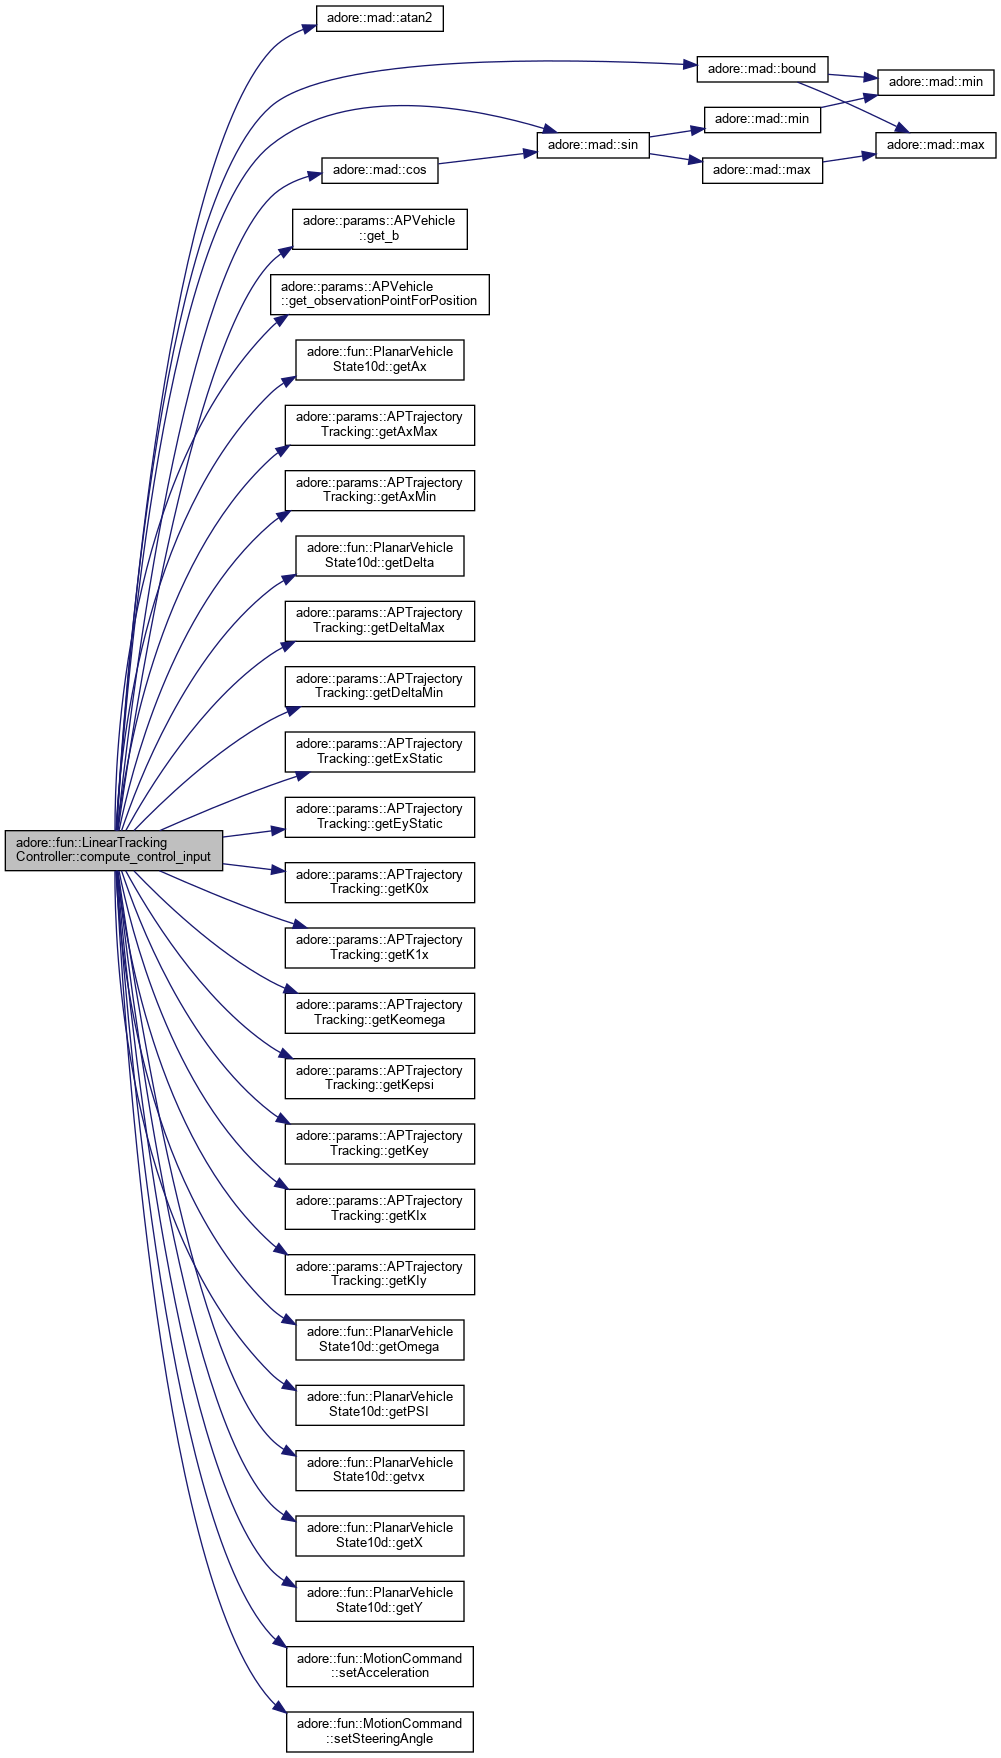 adore::mad::atan2
adore::mad::bound
adore::mad::min
adore::mad::min
adore::mad::sin
adore::mad::max
adore::mad::cos
adore::mad::max
adore::params::APVehicle
::get_b
adore::params::APVehicle
::get_observationPointForPosition
adore::fun::PlanarVehicle
State10d::getAx
adore::params::APTrajectory
Tracking::getAxMax
adore::params::APTrajectory
Tracking::getAxMin
adore::fun::PlanarVehicle
State10d::getDelta
adore::params::APTrajectory
Tracking::getDeltaMax
adore::params::APTrajectory
Tracking::getDeltaMin
adore::params::APTrajectory
Tracking::getExStatic
adore::params::APTrajectory
Tracking::getEyStatic
adore::fun::LinearTracking
Controller::compute_control_input
adore::params::APTrajectory
Tracking::getK0x
adore::params::APTrajectory
Tracking::getK1x
adore::params::APTrajectory
Tracking::getKeomega
adore::params::APTrajectory
Tracking::getKepsi
adore::params::APTrajectory
Tracking::getKey
adore::params::APTrajectory
Tracking::getKIx
adore::params::APTrajectory
Tracking::getKIy
adore::fun::PlanarVehicle
State10d::getOmega
adore::fun::PlanarVehicle
State10d::getPSI
adore::fun::PlanarVehicle
State10d::getvx
adore::fun::PlanarVehicle
State10d::getX
adore::fun::PlanarVehicle
State10d::getY
adore::fun::MotionCommand
::setAcceleration
adore::fun::MotionCommand
::setSteeringAngle